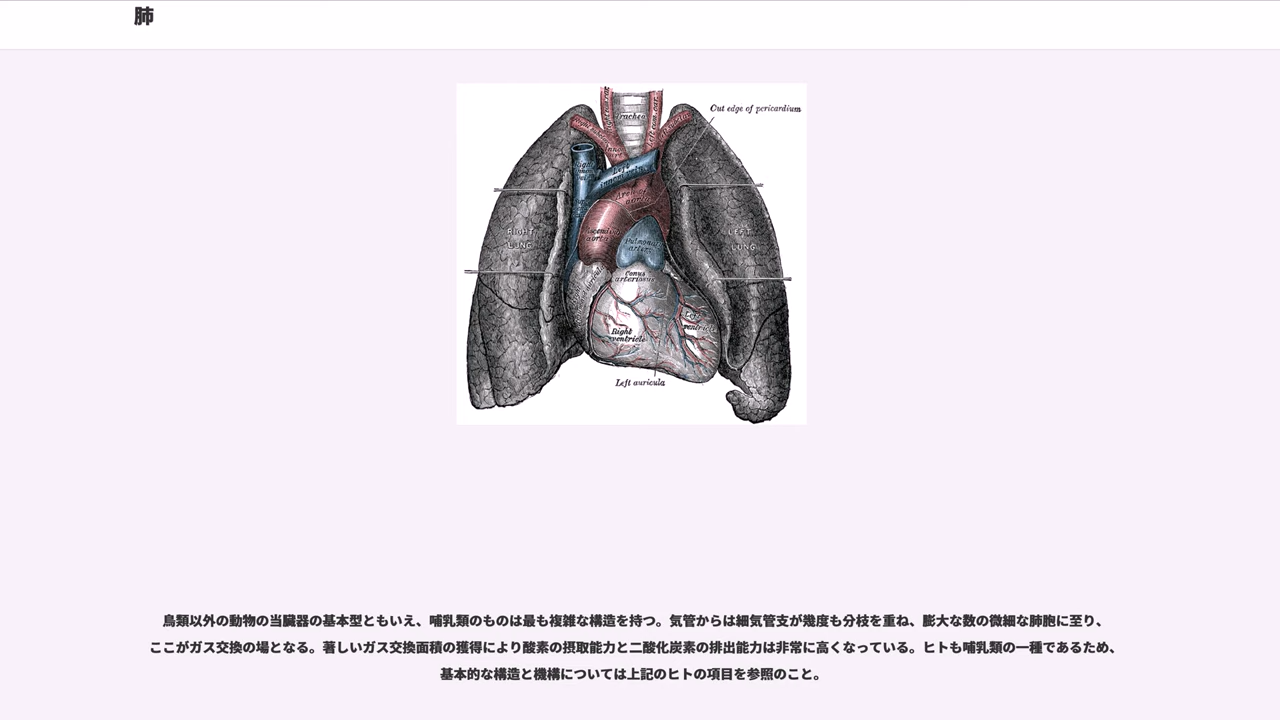 肺
Cut edge of pericardium
Trachea
RIGHT
LUNG
LEFT
LUNG
Arch of
aorta
Ascending
aorta
Pulmonary
artery
Conus
arteriosus
Right
ventricle
Left
ventricle
Left auricula
鳥類以外の動物の当臓器の基本型ともいえ、哺乳類のものは最も複雑な構造を持つ。気管からは細気管支が幾度も分枝を重ね、膨大な数の微細な肺胞に至り、
ここがガス交換の場となる。著しいガス交換面積の獲得により酸素の摂取能力と二酸化炭素の排出能力は非常に高くなっている。ヒトも哺乳類の一種であるため、
基本的な構造と機構については上記のヒトの項目を参照のこと。